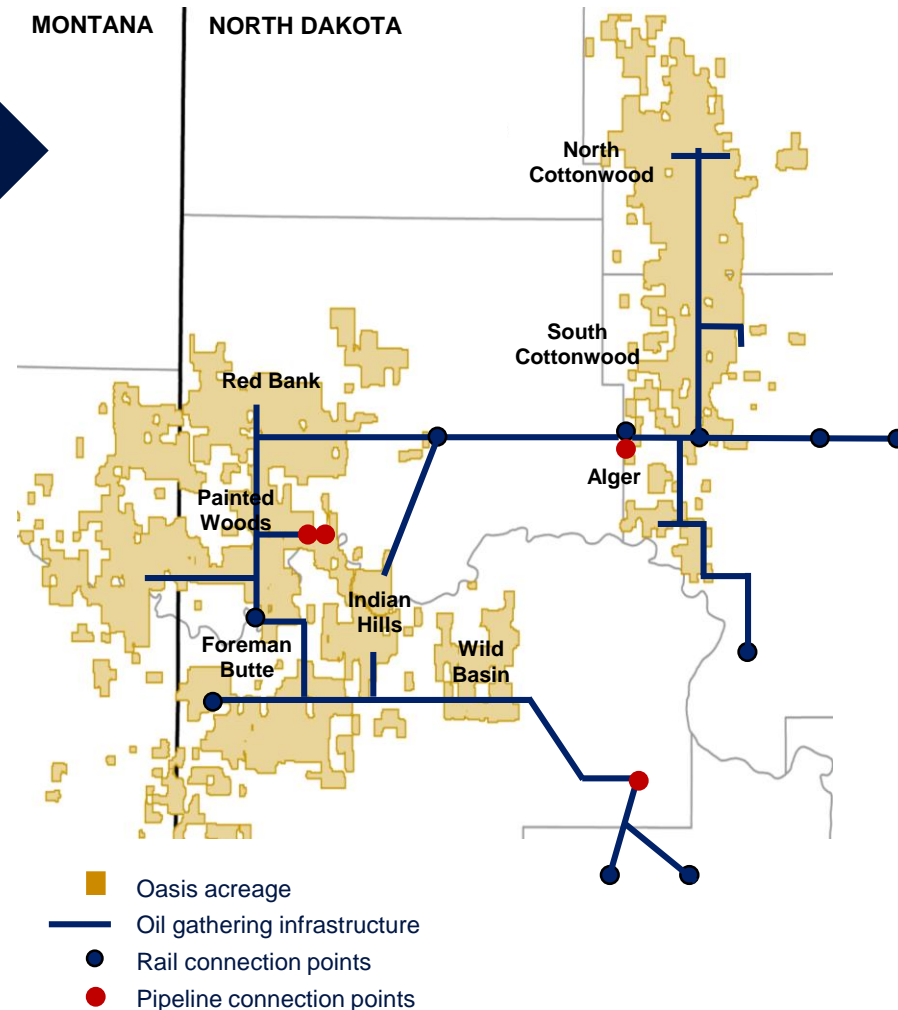 MONTANA
NORTH DAKOTA
North
Cottonwood
South
Cottonwood
Red Bank
Alger
Painted
Woods
Indian
Hills
Foreman
Butte
Wild
Basin
Oasis acreage
Oil gathering infrastructure
Rail connection points
Pipeline connection points